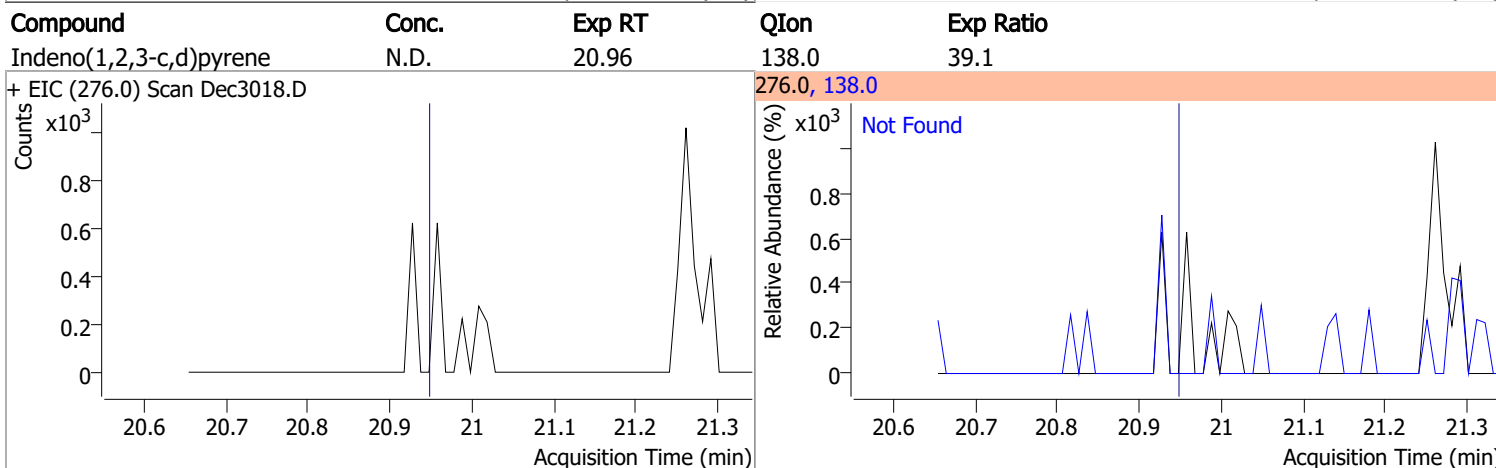 Compound Conc. Exp RT QIon Exp Ratio
Indeno(1,2,3-c,d)pyrene N.D. 20.96 138.0 39.1
+ EIC (276.0) Scan Dec3018.D
Counts
x10³
0.8
0.6
0.4
0.2
0
20.6 20.7 20.8 20.9 21 21.1 21.2 21.3
Acquisition Time (min)
276.0, 138.0
Relative Abundance (%)
x10³
Not Found
0.8
0.6
0.4
0.2
0
20.6 20.7 20.8 20.9 21 21.1 21.2 21.3
Acquisition Time (min)